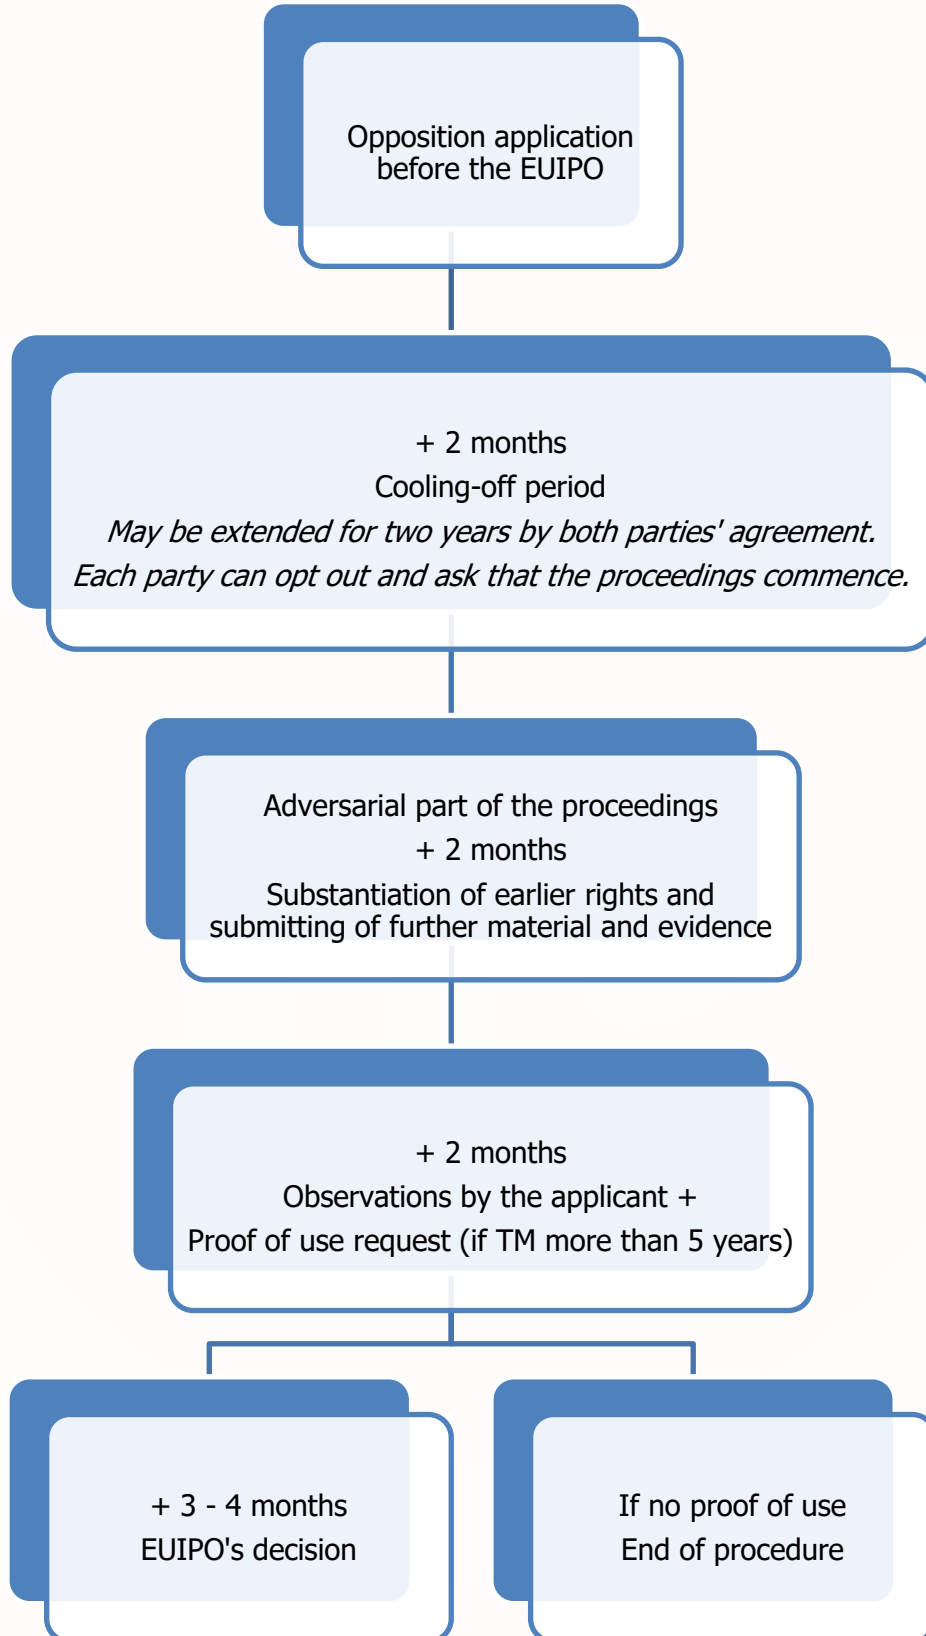 Opposition application
before the EUIPO
+ 2 months
Cooling-off period
May be extended for two years by both parties' agreement.
Each party can opt out and ask that the proceedings commence.
Adversarial part of the proceedings
+ 2 months
Substantiation of earlier rights and
submitting of further material and evidence
+ 2 months
Observations by the applicant +
Proof of use request (if TM more than 5 years)
+ 3 - 4 months
EUIPO's decision
If no proof of use
End of procedure